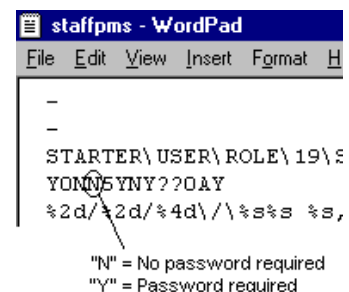 staffpms - WordPad
File Edit View Insert Format H
-
-
STARTER\USER\ROLE\19\S
YONN5YNY??OAY
%2d/%2d/%4d\/\%s%s %s,
"N" = No password required
"Y" = Password required